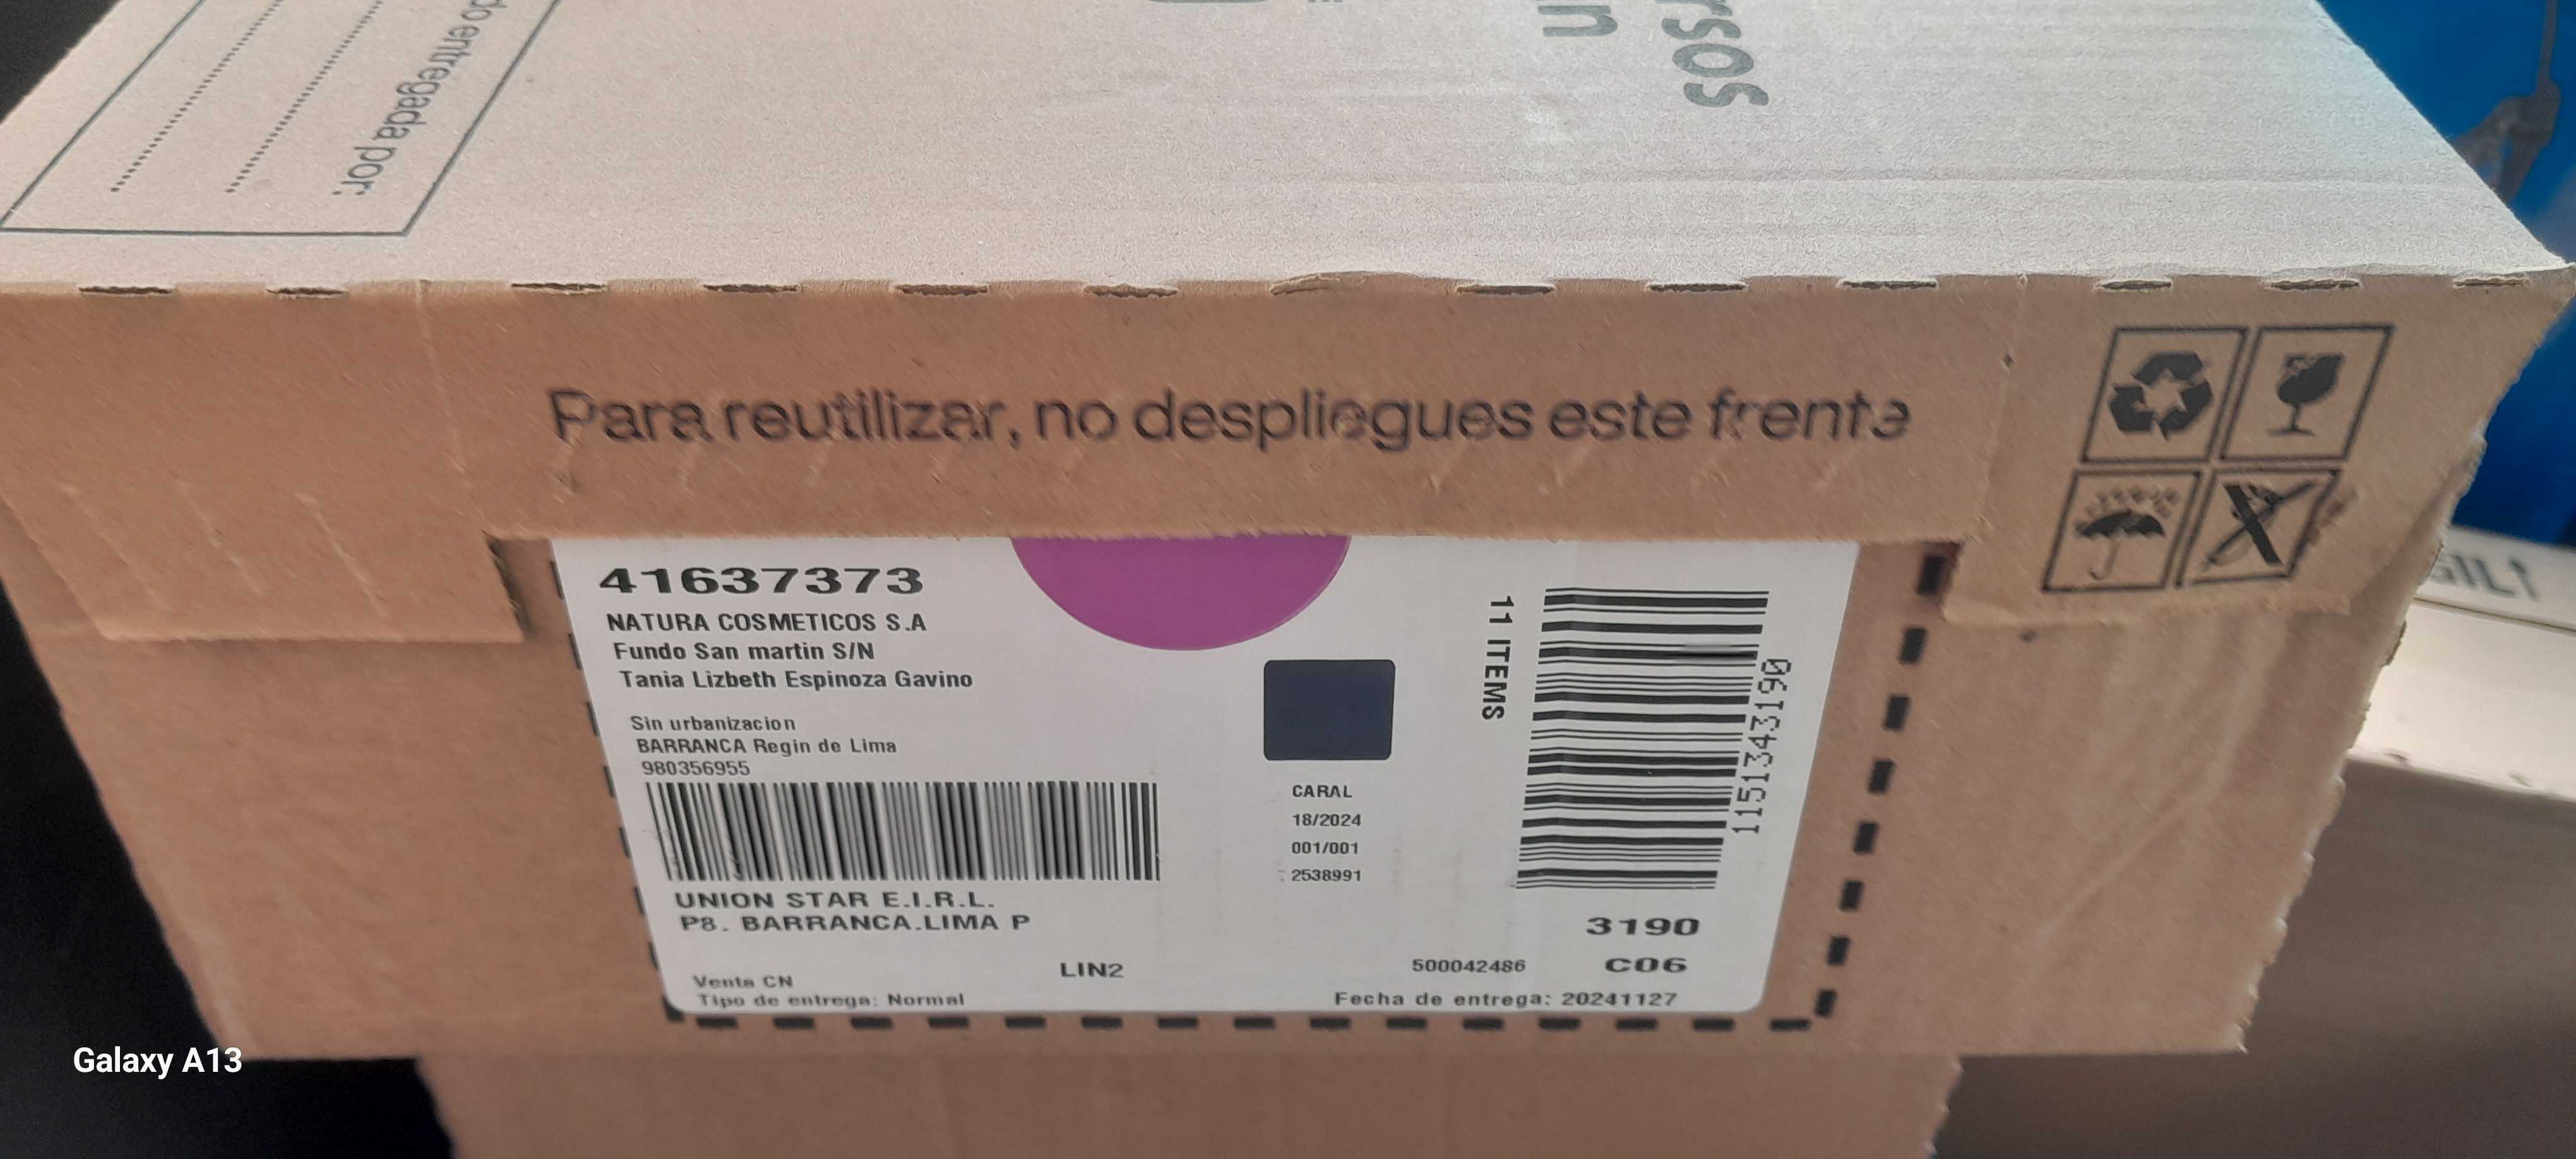 do entregada por:
Para reutilizar, no despliegues este frente
41637373
NATURA COSMETICOS S.A
Fundo San martin S/N
Tania Lizbeth Espinoza Gavino
Sin urbanizacion
BARRANCA Regin de Lima
980356955
UNION STAR E.I.R.L.
P8. BARRANCA.LIMA P
Venta CN
LIN2
Tipo de entrega: Normal
CARAL
18/2024
001/001
2538991
11 ITEMS
115134343190
3190
500042486
C06
Fecha de entrega: 20241127
Galaxy A13